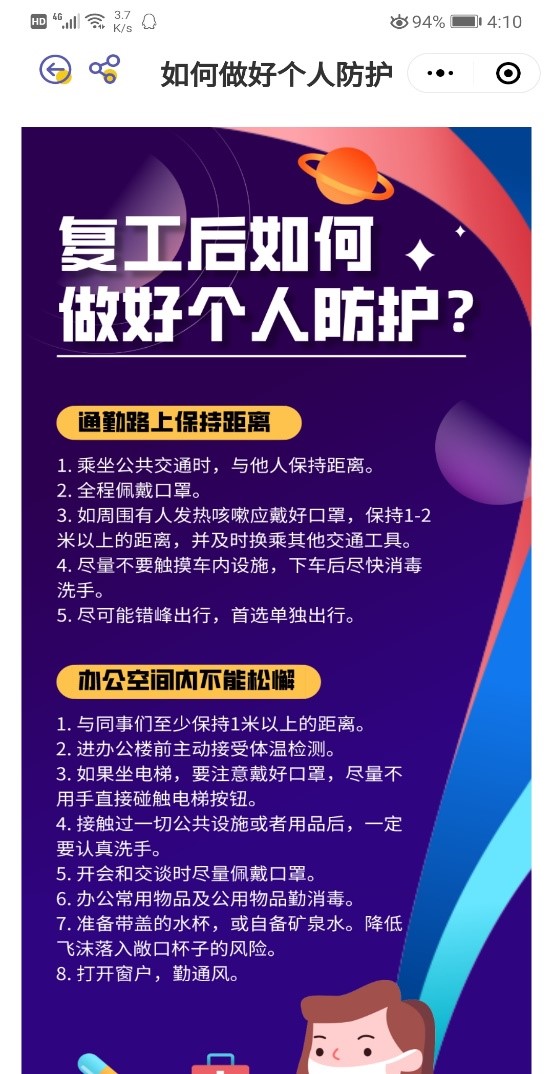 HD 4G 3.7 K/s 94% 4:10
如何做好个人防护
复工后如何
做好个人防护?
通勤路上保持距离
1. 乘坐公共交通时，与他人保持距离。
2. 全程佩戴口罩。
3. 如周围有人发热咳嗽应戴好口罩，保持1-2
米以上的距离，并及时换乘其他交通工具。
4. 尽量不要触摸车内设施，下车后尽快消毒
洗手。
5. 尽可能错峰出行，首选单独出行。
办公空间内不能松懈
1. 与同事们至少保持1米以上的距离。
2. 进办公楼前主动接受体温检测。
3. 如果坐电梯，要注意戴好口罩，尽量不
用手直接碰触电梯按钮。
4. 接触过一切公共设施或者用品后，一定
要认真洗手。
5. 开会和交谈时尽量佩戴口罩。
6. 办公常用物品及公用物品勤消毒。
7. 准备带盖的水杯，或自备矿泉水。降低
飞沫落入敞口杯子的风险。
8. 打开窗户，勤通风。